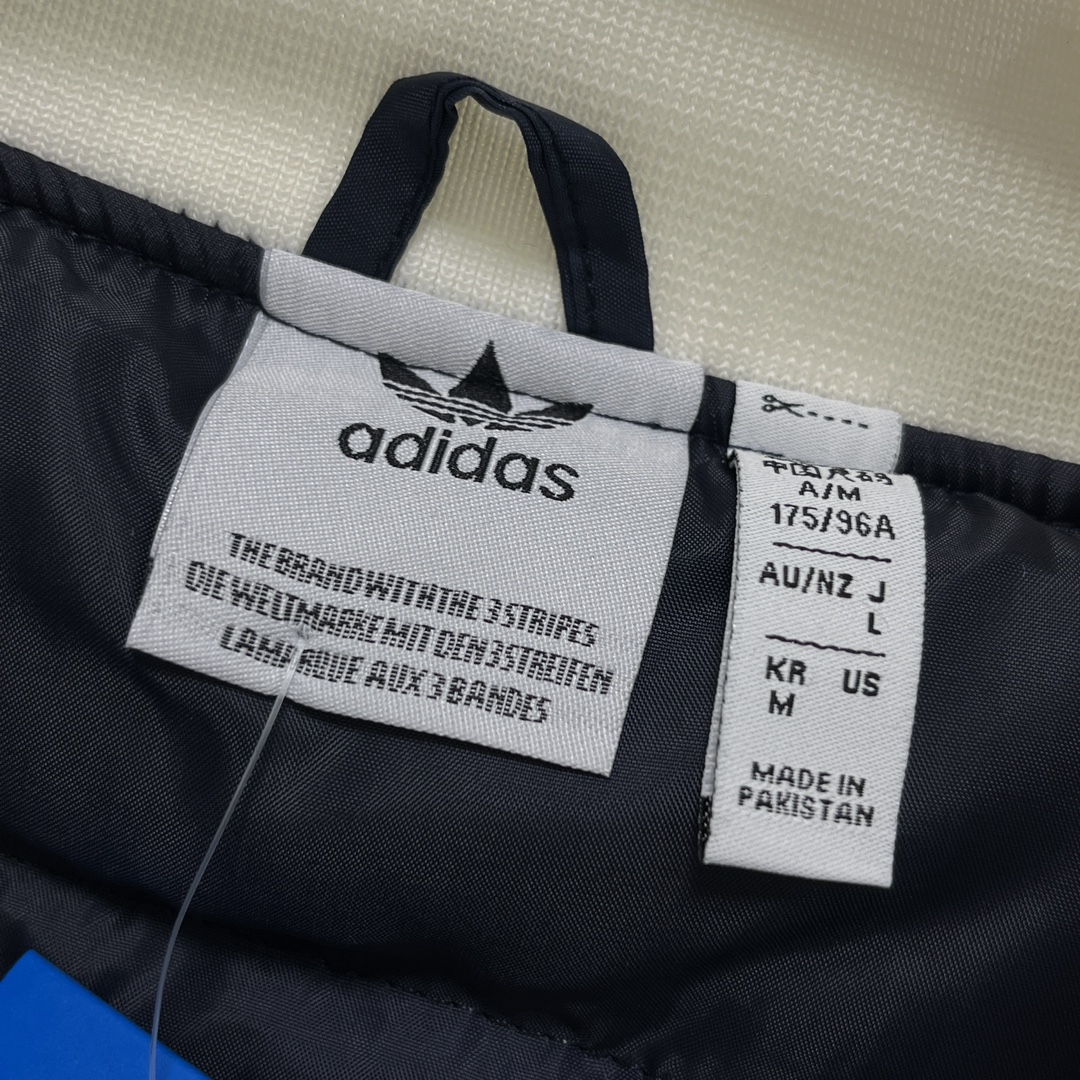 adidas
THE BRAND WITH THE 3 STRIPES
DIE WELTMARKE MIT DEN 3 STREIFEN
LA MARQUE AUX 3 BANDES
中国尺码
A/M
175/96A
AU/NZ J
L
KR US
M
MADE IN
PAKISTAN